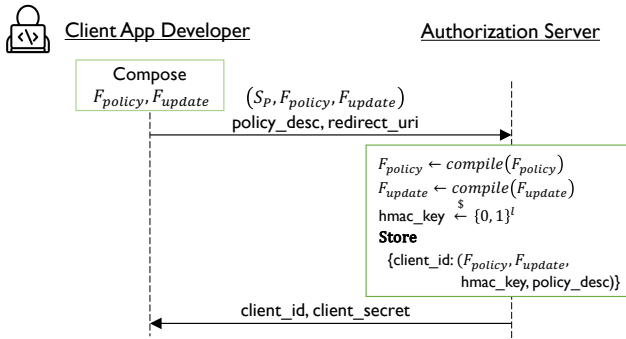 </>
Client App Developer
Authorization Server
Compose
F_policy, F_update
(S_P, F_policy, F_update)
policy_desc, redirect_uri
F_policy ← compile(F_policy)
F_update ← compile(F_update)
hmac_key $← {0, 1}^l
Store
{client_id: (F_policy, F_update,
hmac_key, policy_desc)}
client_id, client_secret